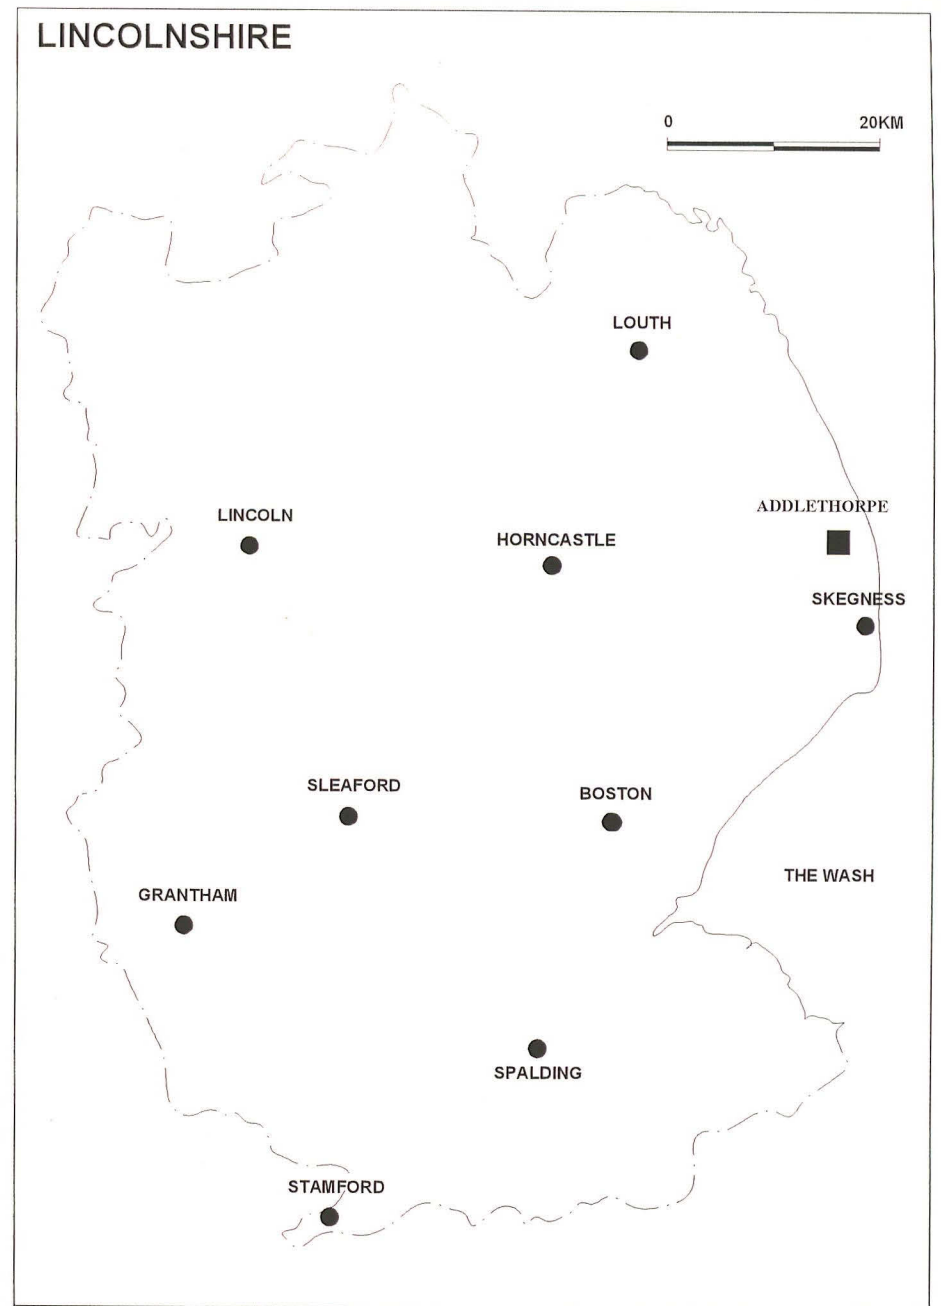 LINCOLNSHIRE
0 20KM
LOUTH
ADDLETHORPE
LINCOLN
HORNCASTLE
SKEGNESS
SLEAFORD
BOSTON
THE WASH
GRANTHAM
SPALDING
STAMFORD